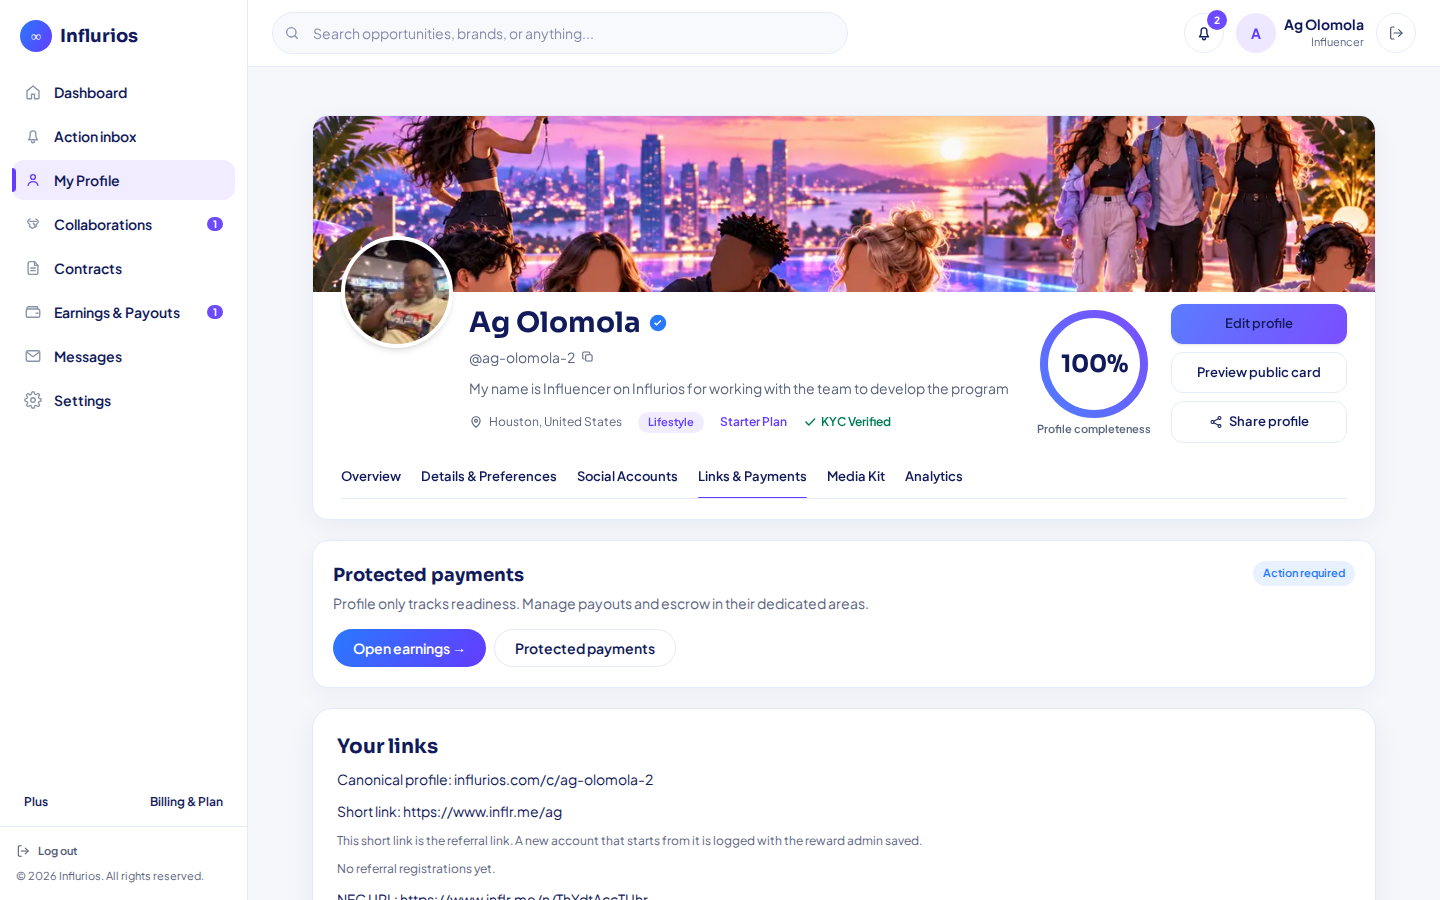 Influrios
Search opportunities, brands, or anything...
2
A
Ag Olomola
Influencer
Dashboard
Action inbox
My Profile
Collaborations 1
Contracts
Earnings & Payouts 1
Messages
Settings
Plus
Billing & Plan
Log out
© 2026 Influrios. All rights reserved.
Ag Olomola
@ag-olomola-2
My name is Influencer on Influrios for working with the team to develop the program
Houston, United States
Lifestyle
Starter Plan
KYC Verified
100%
Profile completeness
Edit profile
Preview public card
Share profile
Overview
Details & Preferences
Social Accounts
Links & Payments
Media Kit
Analytics
Protected payments
Action required
Profile only tracks readiness. Manage payouts and escrow in their dedicated areas.
Open earnings →
Protected payments
Your links
Canonical profile: influrios.com/c/ag-olomola-2
Short link: https://www.inflr.me/ag
This short link is the referral link. A new account that starts from it is logged with the reward admin saved.
No referral registrations yet.